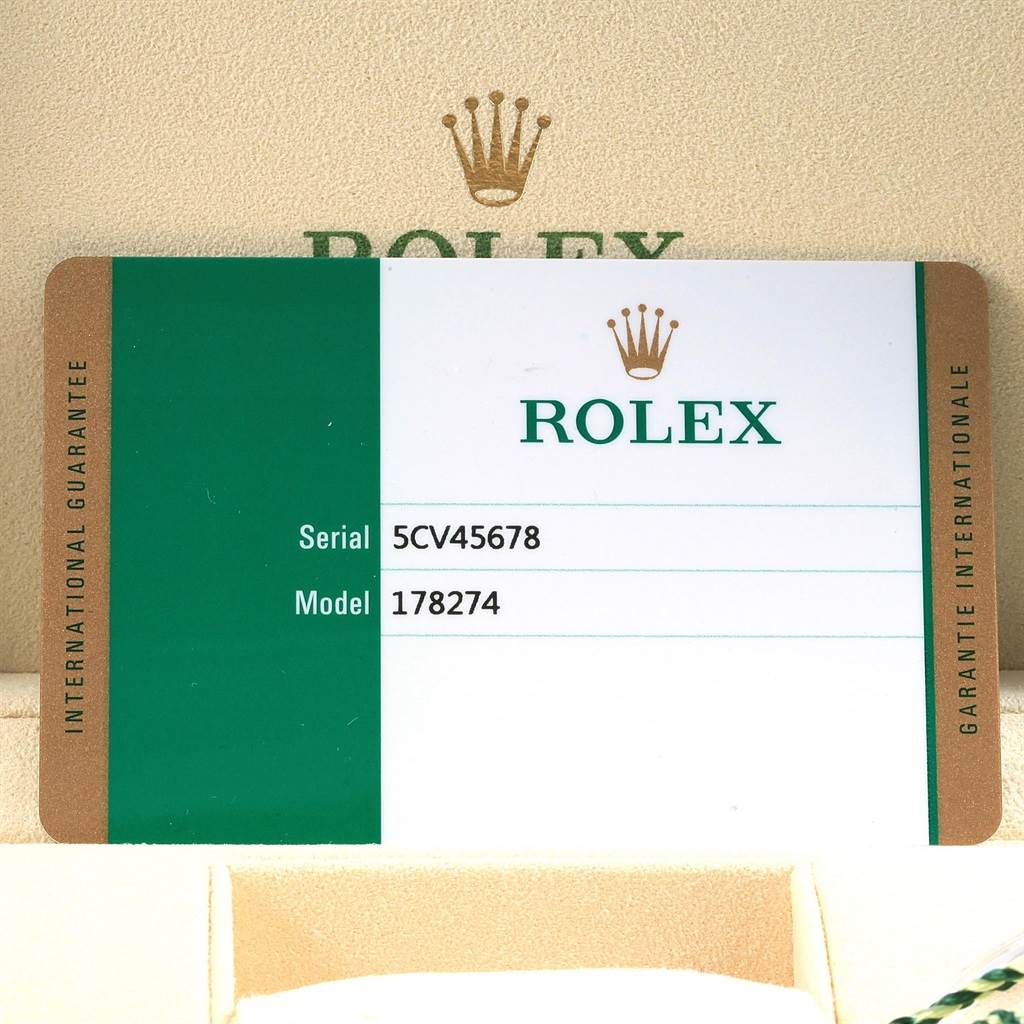 ROLEX
ROLEX
INTERNATIONAL GUARANTEE
Serial 5CV45678
Model 178274
GARANTIE INTERNATIONALE